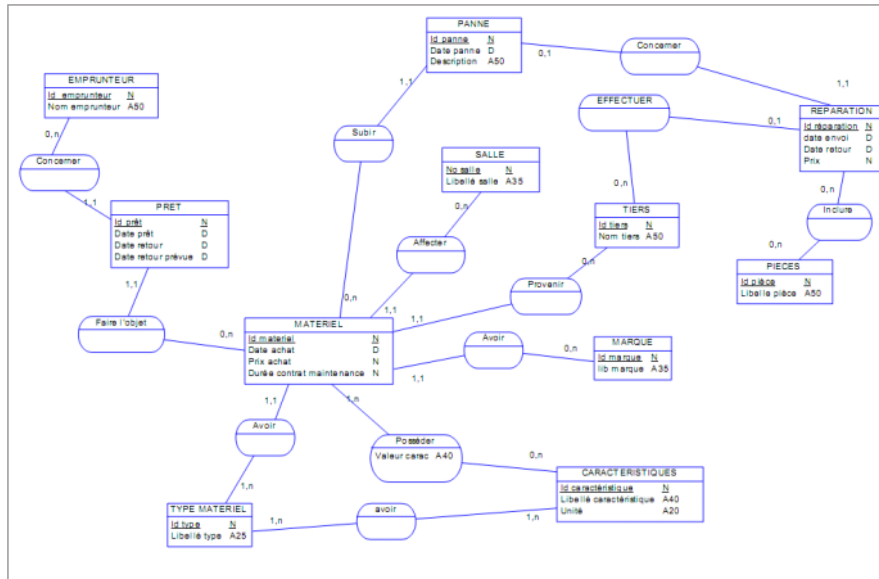 PANNE
Id panne N
Date panne D
Description A50
0,1
Concerner
1,1
1,1
EMPRUNTEUR
Id emprunteur N
Nom emprunteur A50
0,n
Concerner
1,1
EFFECTUER
0,1
REPARATION
Id réparation N
date envoi D
Date retour D
Prix N
0,n
Subir
SALLE
No salle N
Libellé salle A35
0,n
0,n
PRET
Id prêt N
Date prêt D
Date retour D
Date retour prévue D
1,1
TIERS
Id tiers N
Nom tiers A50
0,n
Inclure
0,n
Affecter
PIECES
Id pièce N
Libelle pièce A50
Provenir
0,n
1,1
1,1
Faire l'objet
0,n
MATERIEL
Id materiel N
Date achat D
Prix achat N
Durée contrat maintenance N
Avoir
0,n
1,1
MARQUE
Id marque N
lib marque A35
1,1
1,n
Avoir
Posséder
Valeur carac A40
0,n
1,n
CARACTERISTIQUES
Id caractéristique N
Libellé caractéristique A40
Unité A20
TYPE MATERIEL
Id type N
Libellé type A25
1,n
avoir
1,n